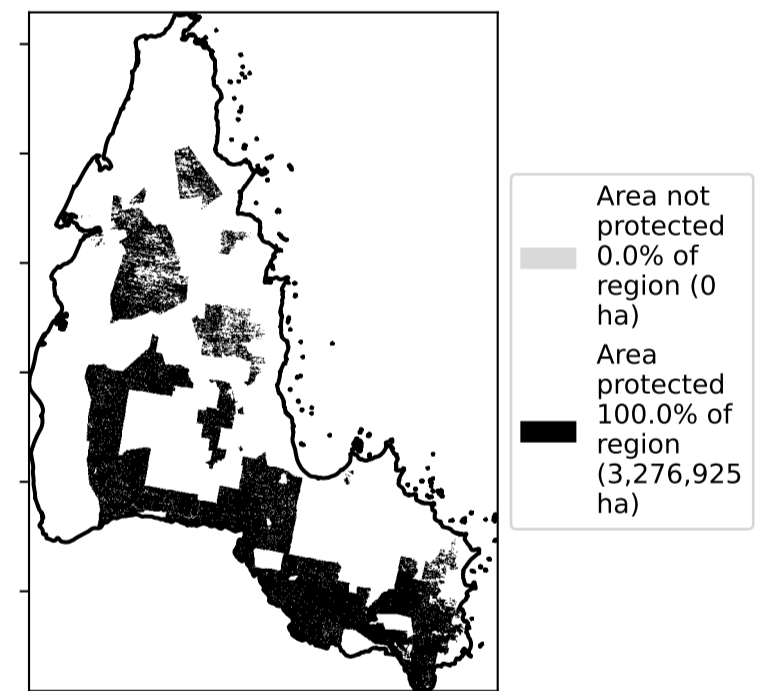 Area not
protected
0.0% of
region (0
ha)
Area
protected
100.0% of
region
(3,276,925
ha)